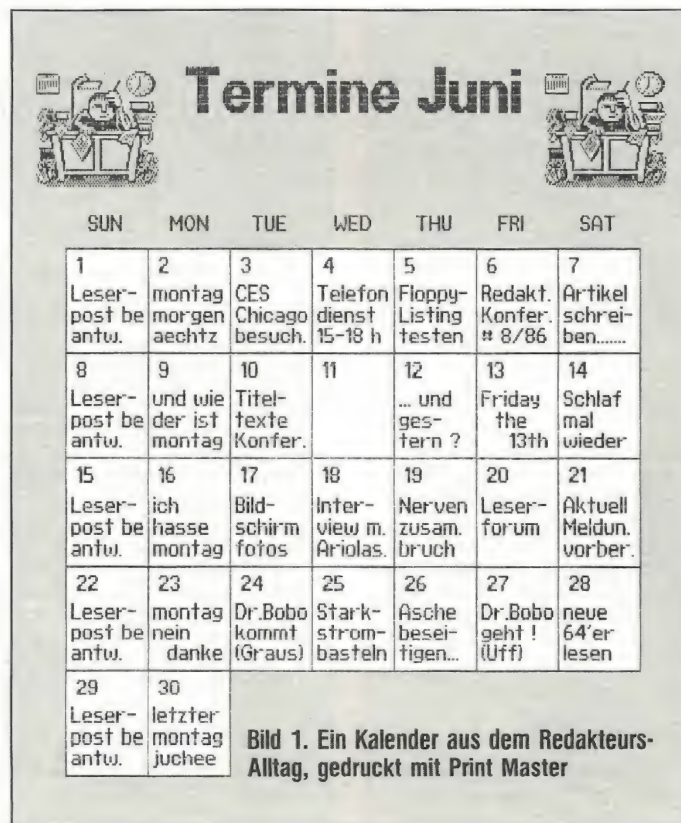 Termine Juni
SUN MON TUE WED THU FRI SAT
1 2 3 4 5 6 7
Leser- montag CES Telefon Floppy- Redakt. Artikel
post be morgen Chicago dienst Listing Konfer. schrei-
antw. aechtz besuch. 15-18 h testen # 8/86 ben.......
8 9 10 11 12 13 14
Leser- und wie Titel- ... und Friday Schlaf
post be der ist texte ges- the mal
antw. montag Konfer. tern ? 13th wieder
15 16 17 18 19 20 21
Leser- ich Bild- Inter- Nerven Leser- Aktuell
post be hasse schirm view m. zusam. forum Meldun.
antw. montag fotos Ariolas. bruch vorber.
22 23 24 25 26 27 28
Leser- montag Dr.Bobo Stark- Asche Dr.Bobo neue
post be nein kommt strom- besei- geht ! 64'er
antw. danke (Graus) basteln tigen... (Uff) lesen
29 30
Leser- letzter
post be montag
antw. juchee
Bild 1. Ein Kalender aus dem Redakteurs-
Alltag, gedruckt mit Print Master